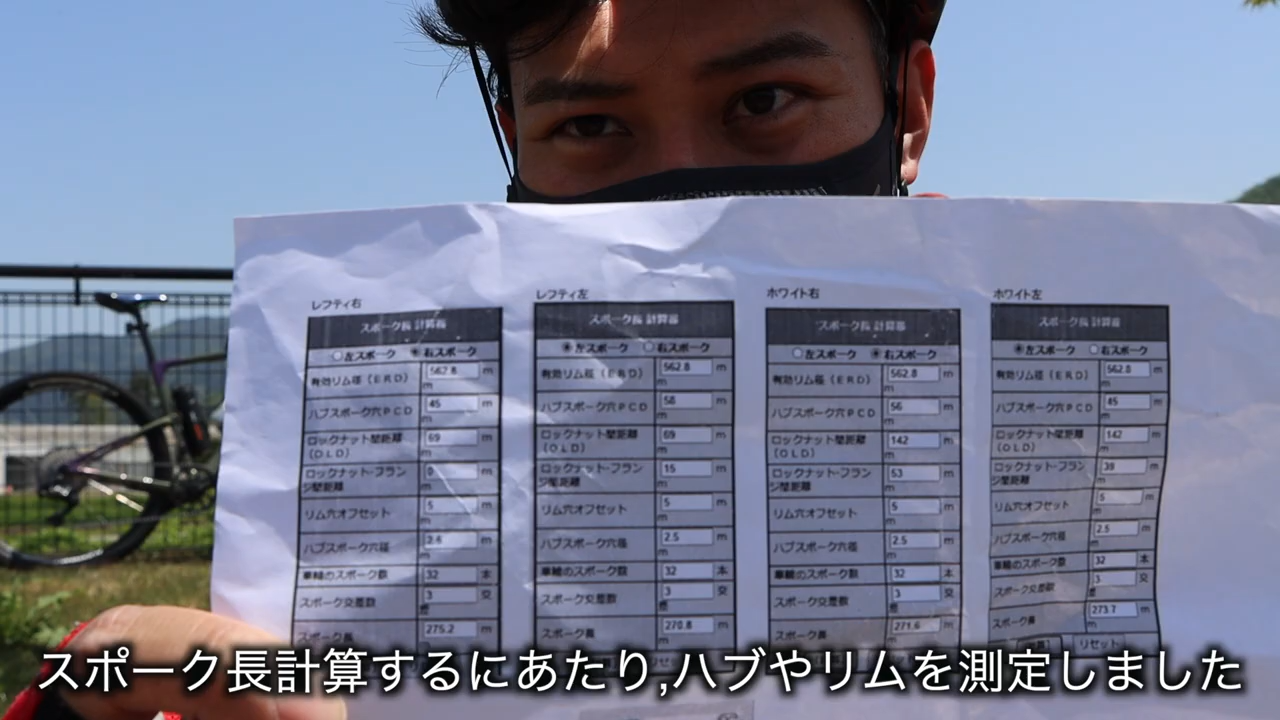 レフティ右
スポーク長 計算器
左スポーク 右スポーク
有効リム径(ERD) 562.8 m
m
ハブスポーク穴PCD 45 m
m
ロックナット間距離(OLD) 69 m
m
ロックナット-フランジ間距離 0 m
m
リム穴オフセット 5 m
m
ハブスポーク穴径 2.6 m
m
車輪のスポーク数 32 本
スポーク交差数 3 交
差
スポーク長 275.2 m
レフティ左
スポーク長 計算器
左スポーク 右スポーク
有効リム径(ERD) 562.8 m
m
ハブスポーク穴PCD 58 m
m
ロックナット間距離(OLD) 69 m
m
ロックナット-フランジ間距離 15 m
m
リム穴オフセット 5 m
m
ハブスポーク穴径 2.5 m
m
車輪のスポーク数 32 本
スポーク交差数 3 交
差
スポーク長 270.8 m
ホワイト右
スポーク長 計算器
左スポーク 右スポーク
有効リム径(ERD) 562.8 m
m
ハブスポーク穴PCD 56 m
m
ロックナット間距離(OLD) 142 m
m
ロックナット-フランジ間距離 53 m
m
リム穴オフセット 5 m
m
ハブスポーク穴径 2.5 m
m
車輪のスポーク数 32 本
スポーク交差数 3 交
差
スポーク長 271.6 m
ホワイト左
スポーク長 計算器
左スポーク 右スポーク
有効リム径(ERD) 562.8 m
m
ハブスポーク穴PCD 45 m
m
ロックナット間距離(OLD) 142 m
m
ロックナット-フランジ間距離 39 m
m
リム穴オフセット 5 m
m
ハブスポーク穴径 2.5 m
m
車輪のスポーク数 32 本
スポーク交差数 3 交
差
スポーク長 273.7 m
リセット
スポーク長計算するにあたり,ハブやリムを測定しました